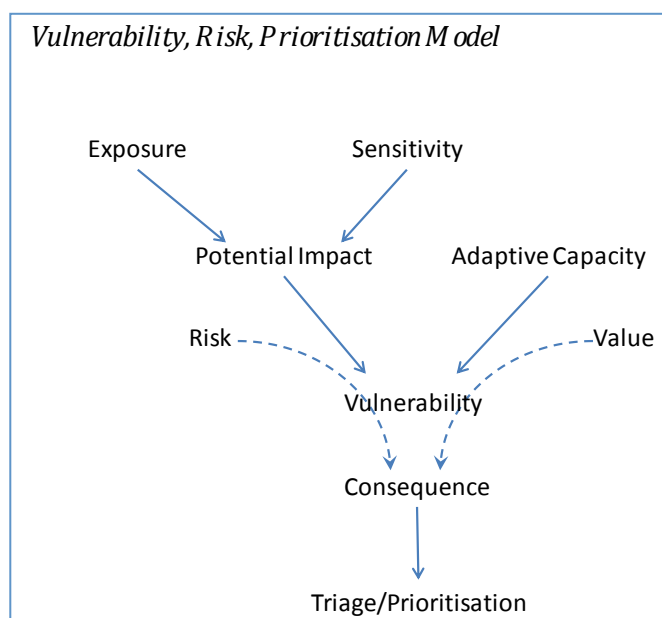 Vulnerability, Risk, Prioritisation Model
Exposure
Sensitivity
Potential Impact
Adaptive Capacity
Risk
Value
Vulnerability
Consequence
Triage/Prioritisation